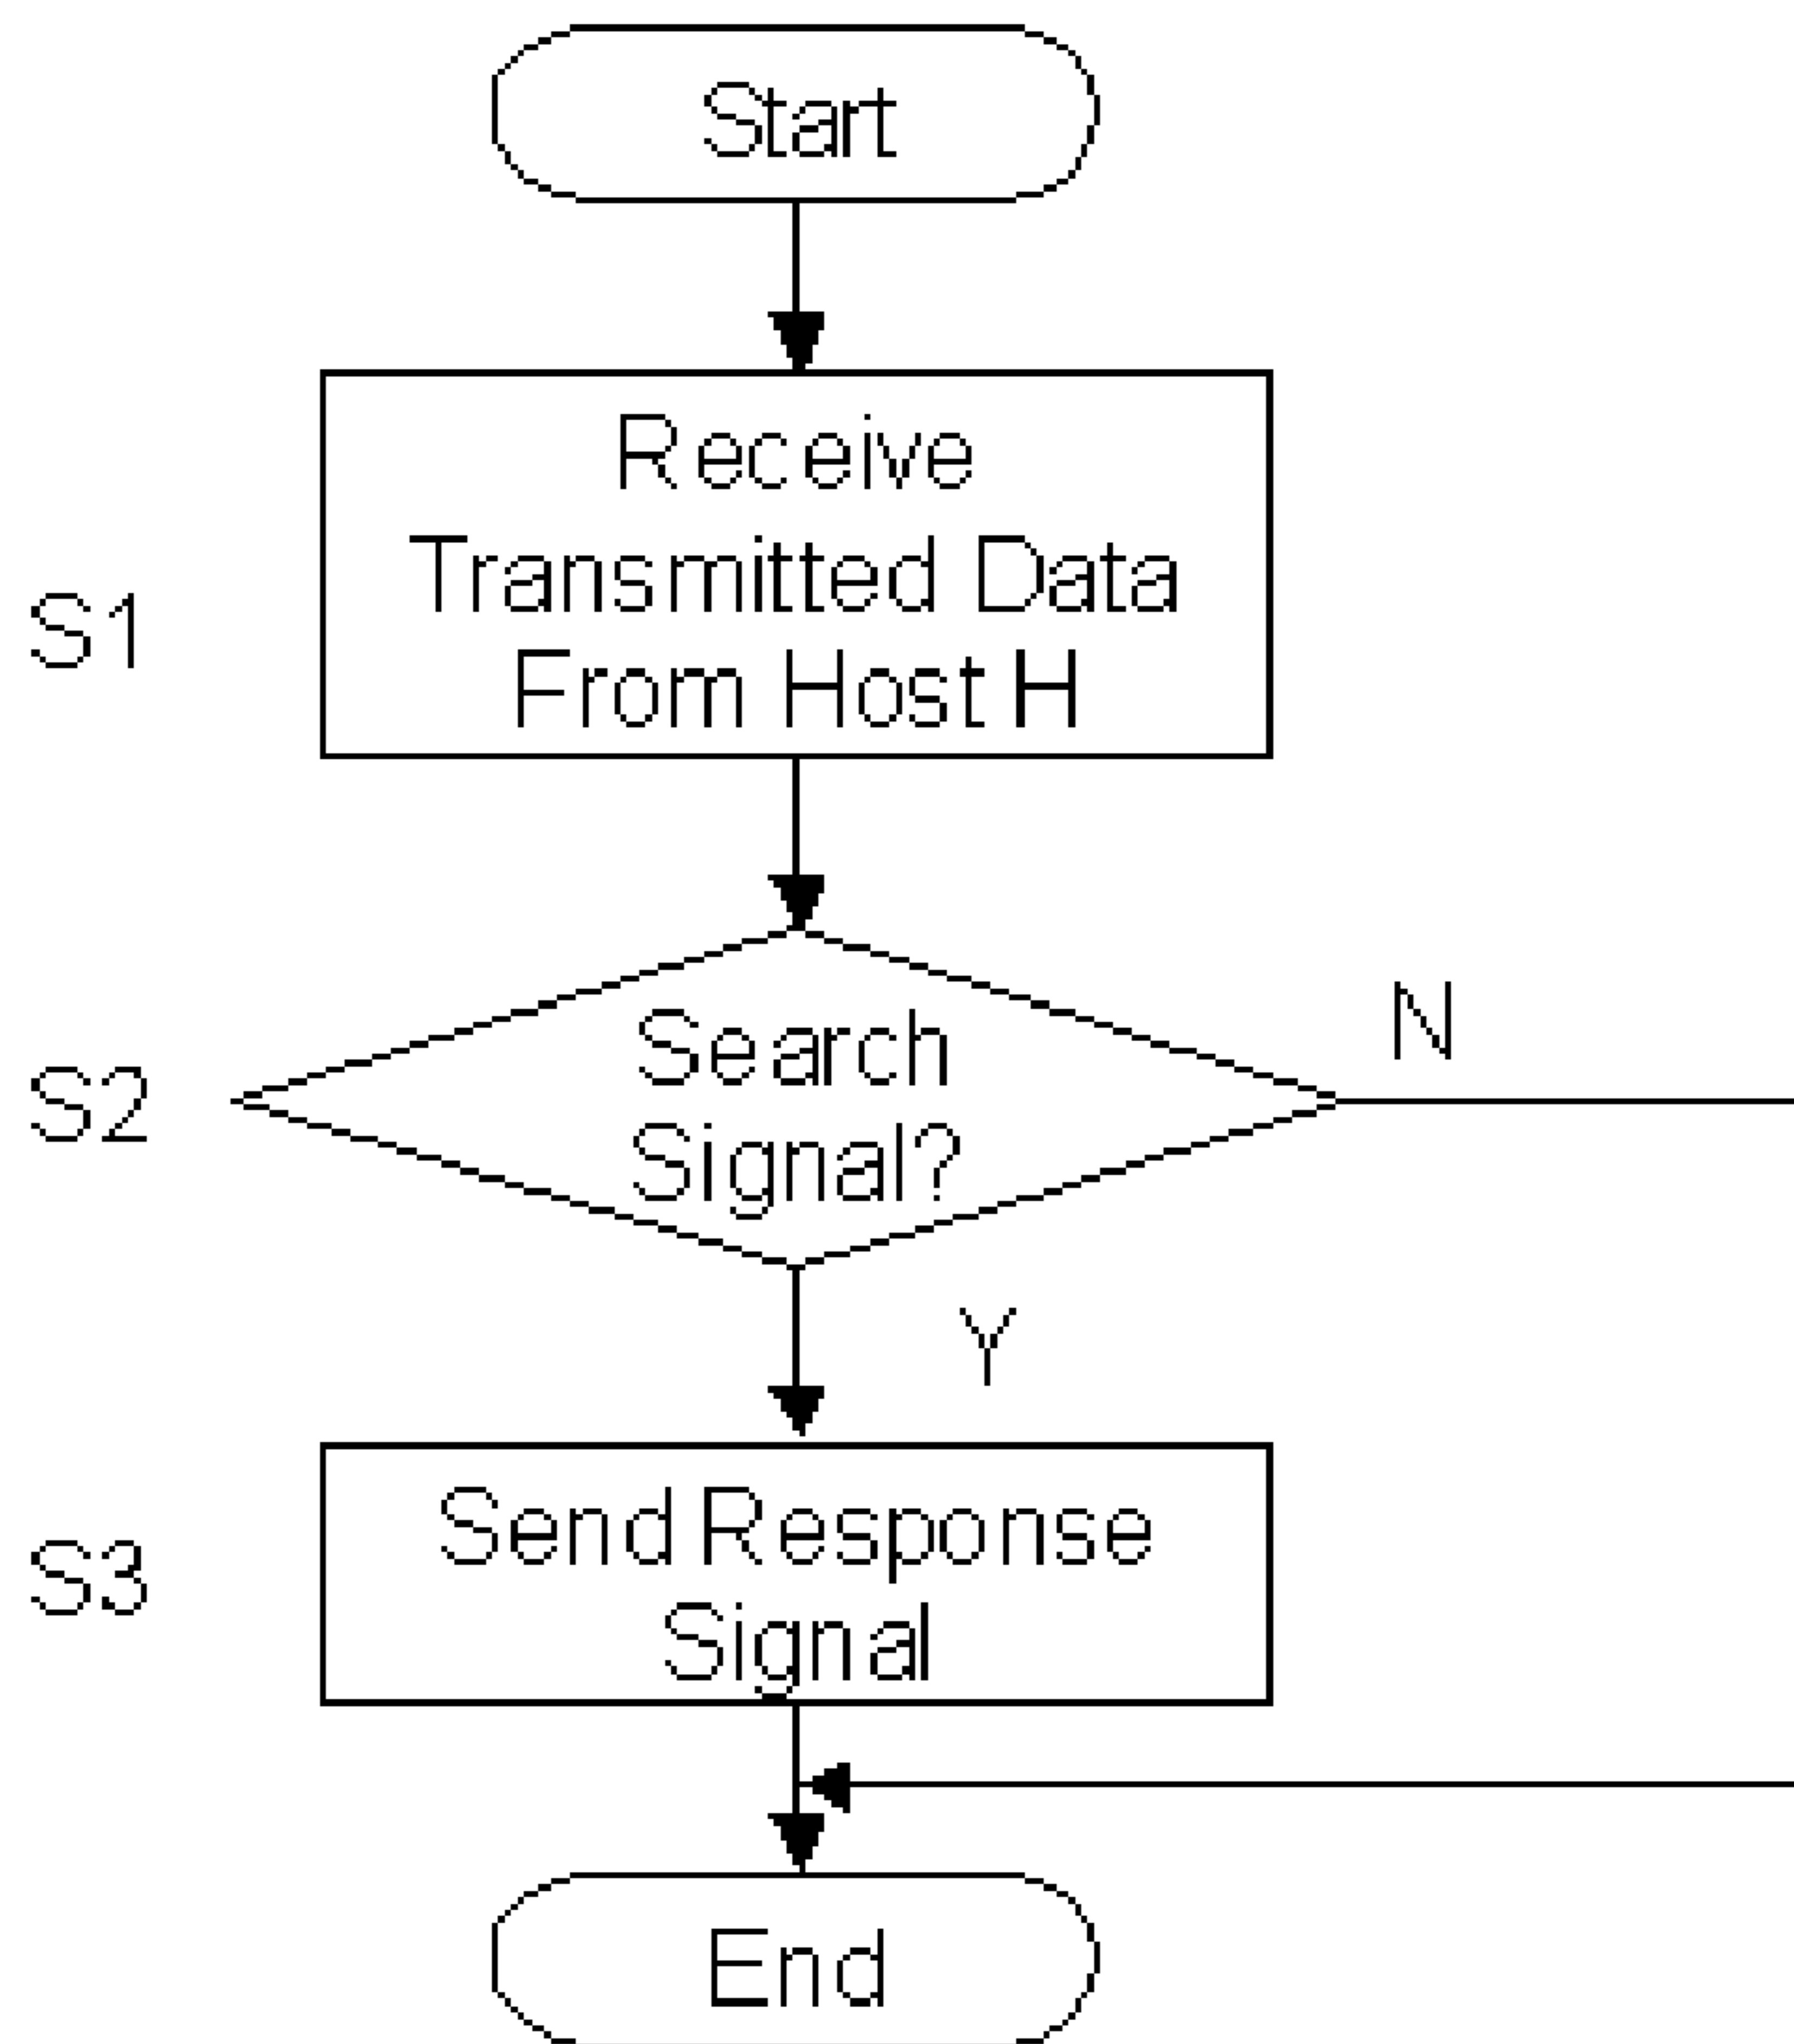 Start
Receive
Transmitted Data
From Host H
S1
Search
Signal?
S2
N
Y
Send Response
Signal
S3
End